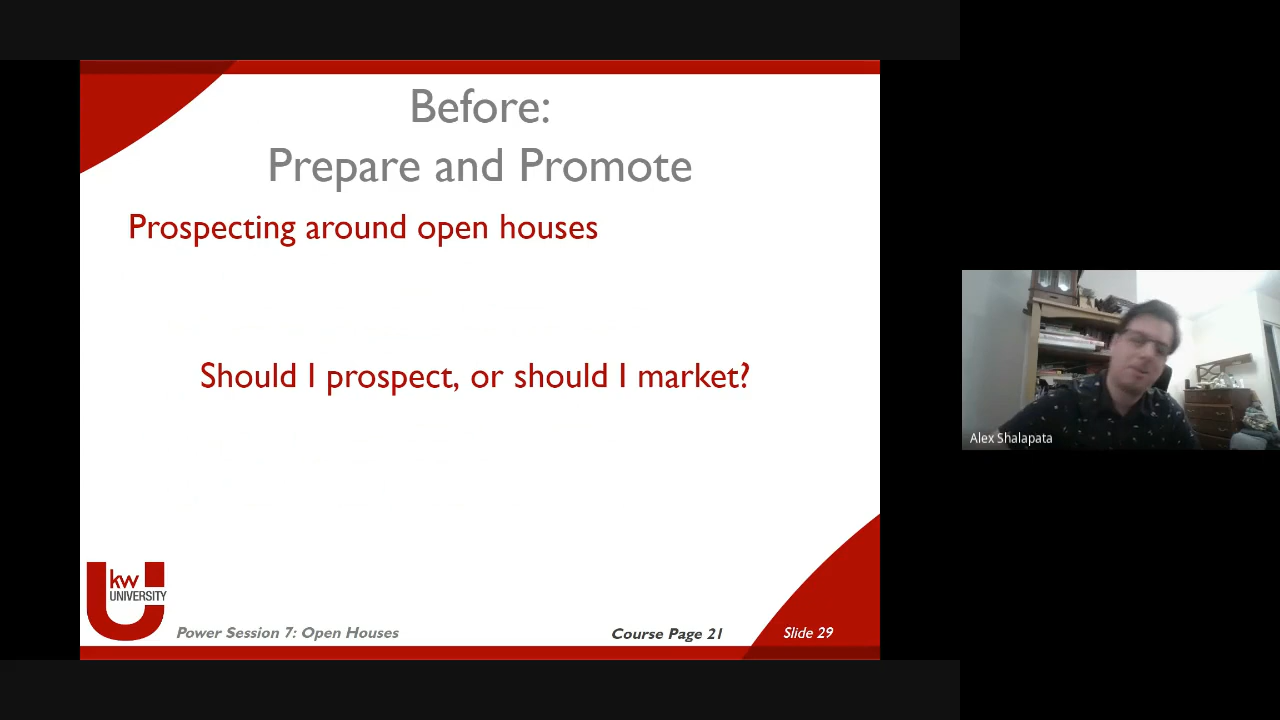 Before:
Prepare and Promote
Prospecting around open houses
Should I prospect, or should I market?
kw
UNIVERSITY
Power Session 7: Open Houses
Course Page 21
Slide 29
Alex Shalapata